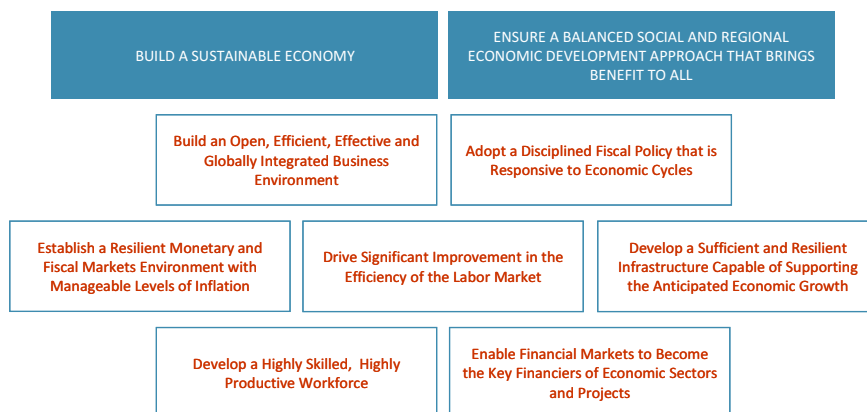 BUILD A SUSTAINABLE ECONOMY
ENSURE A BALANCED SOCIAL AND REGIONAL
ECONOMIC DEVELOPMENT APPROACH THAT BRINGS
BENEFIT TO ALL
Build an Open, Efficient, Effective and
Globally Integrated Business
Environment
Adopt a Disciplined Fiscal Policy that is
Responsive to Economic Cycles
Establish a Resilient Monetary and
Fiscal Markets Environment with
Manageable Levels of Inflation
Drive Significant Improvement in the
Efficiency of the Labor Market
Develop a Sufficient and Resilient
Infrastructure Capable of Supporting
the Anticipated Economic Growth
Develop a Highly Skilled, Highly
Productive Workforce
Enable Financial Markets to Become
the Key Financiers of Economic Sectors
and Projects